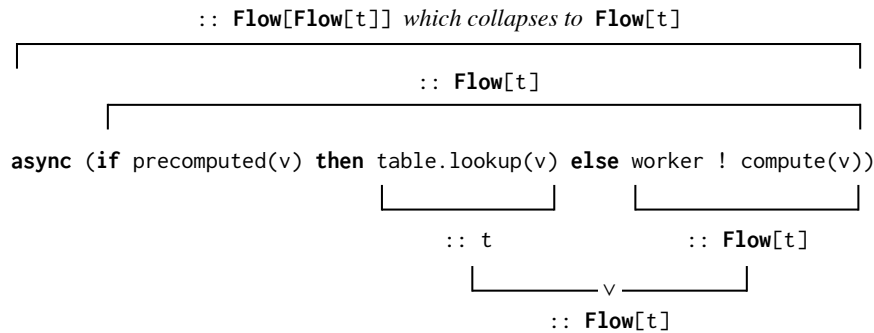 :: Flow[Flow[t]] which collapses to Flow[t]
:: Flow[t]
async (if precomputed(v) then table.lookup(v) else worker ! compute(v))
:: t :: Flow[t]
∨
:: Flow[t]